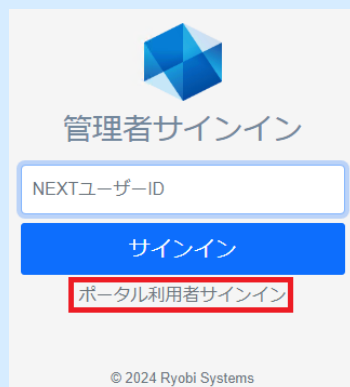 管理者サインイン
NEXTユーザーID
サインイン
ポータル利用者サインイン
© 2024 Ryobi Systems